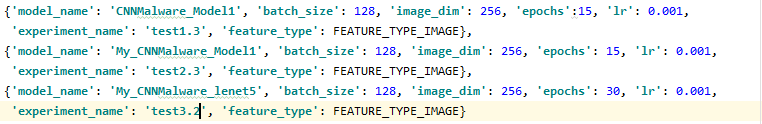 {'model_name': 'CNNMalware_Model1', 'batch_size': 128, 'image_dim': 256, 'epochs':15, 'lr': 0.001,
'experiment_name': 'test1.3', 'feature_type': FEATURE_TYPE_IMAGE},
{'model_name': 'My_CNNMalware_Model1', 'batch_size': 128, 'image_dim': 256, 'epochs': 15, 'lr': 0.001,
'experiment_name': 'test2.3', 'feature_type': FEATURE_TYPE_IMAGE},
{'model_name': 'My_CNNMalware_lenet5', 'batch_size': 128, 'image_dim': 256, 'epochs': 30, 'lr': 0.001,
'experiment_name': 'test3.2', 'feature_type': FEATURE_TYPE_IMAGE}